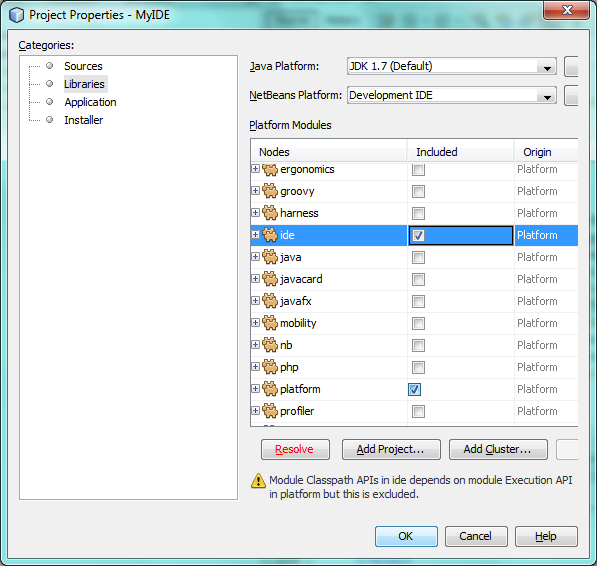 Project Properties - MyIDE
Categories:
Sources
Libraries
Application
Installer
Java Platform: JDK 1.7 (Default)
NetBeans Platform: Development IDE
Platform Modules
Nodes Included Origin
ergonomics Platform
groovy Platform
harness Platform
ide Platform
java Platform
javacard Platform
javafx Platform
mobility Platform
nb Platform
php Platform
platform Platform
profiler Platform
Resolve Add Project... Add Cluster...
Module Classpath APIs in ide depends on module Execution API
in platform but this is excluded.
OK Cancel Help